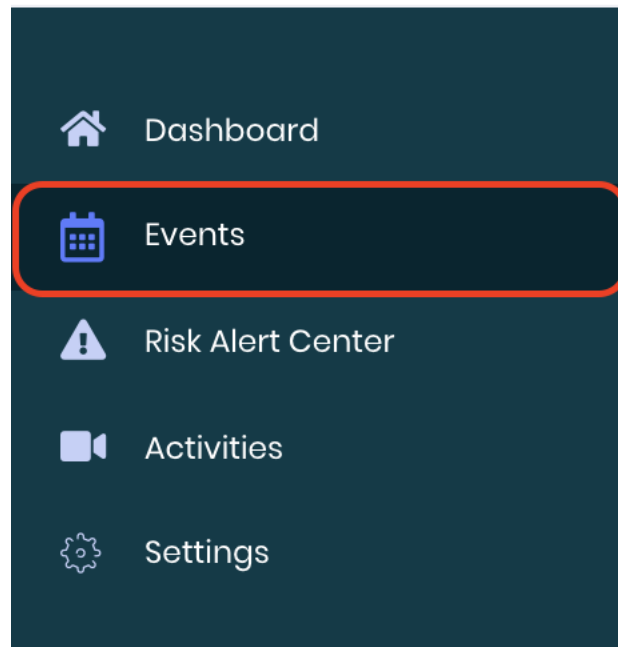 Dashboard
Events
Risk Alert Center
Activities
Settings